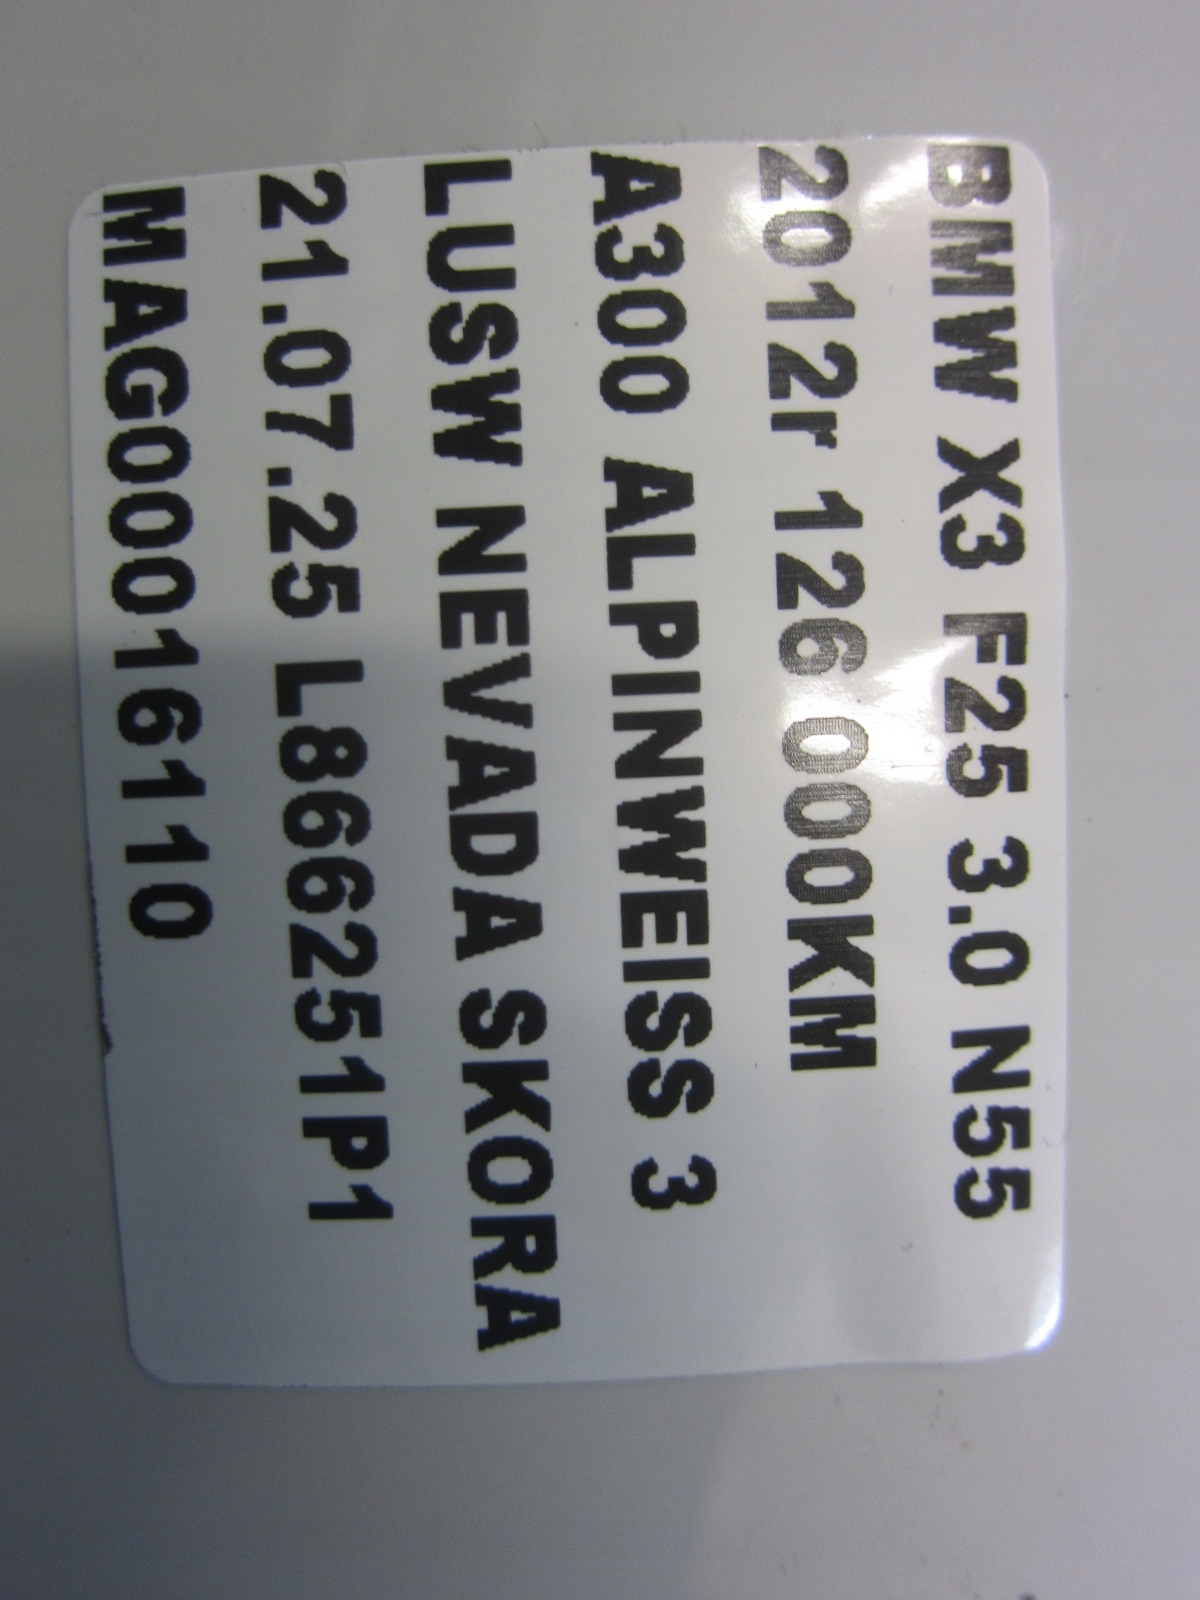 BMW X3 F25 3.0 N55
2012r 126 000KM
A300 ALPINWEISS 3
LUSW NEVADA SKORA
21.07.25 L866251P1
MAG00016110